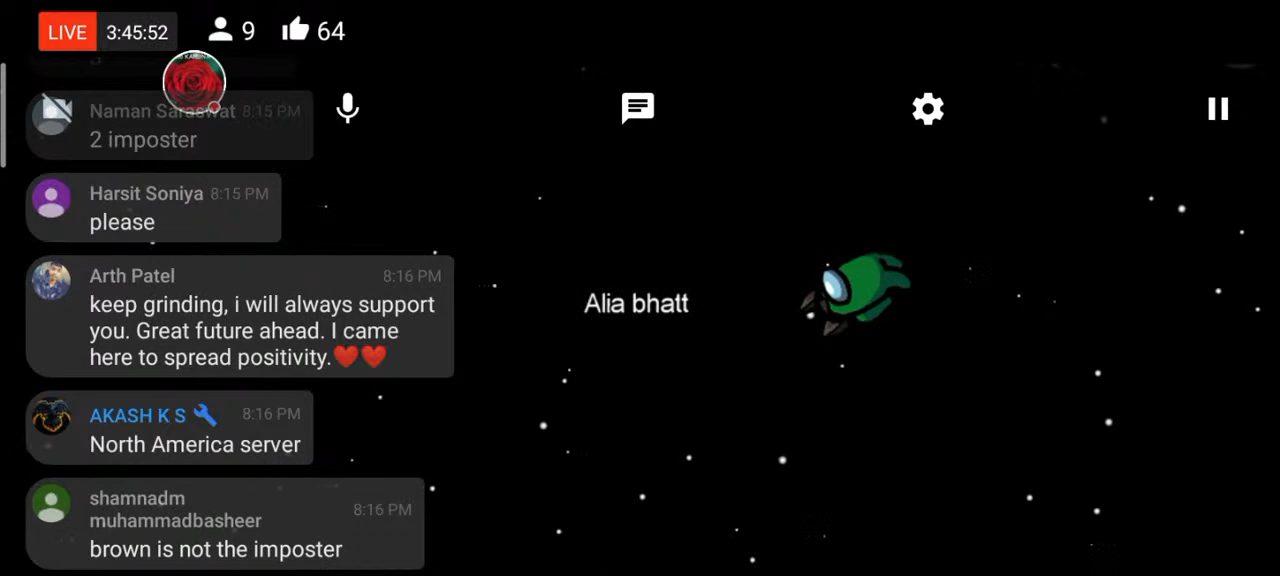 LIVE 3:45:52 9 64
Naman Saraswat 8:15 PM
2 imposter
Harsit Soniya 8:15 PM
please
Arth Patel 8:16 PM
keep grinding, i will always support
you. Great future ahead. I came
here to spread positivity.❤️❤️
Alia bhatt
AKASH K S 🔧 8:16 PM
North America server
shamnadm
muhammadbasheer 8:16 PM
brown is not the imposter